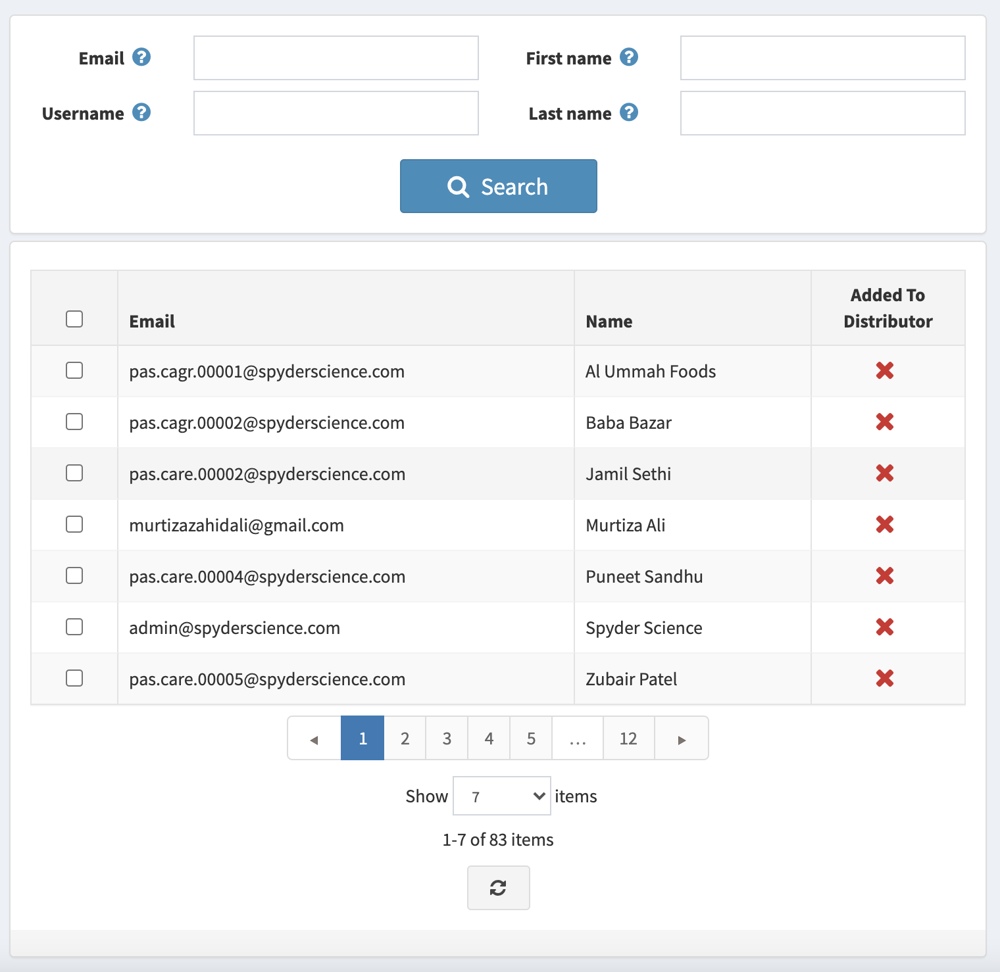 Email ? First name ?
Username ? Last name ?
Search
Email Name Added To
Distributor
pas.cagr.00001@spyderscience.com Al Ummah Foods
pas.cagr.00002@spyderscience.com Baba Bazar
pas.care.00002@spyderscience.com Jamil Sethi
murtizazahidali@gmail.com Murtiza Ali
pas.care.00004@spyderscience.com Puneet Sandhu
admin@spyderscience.com Spyder Science
pas.care.00005@spyderscience.com Zubair Patel
1 2 3 4 5 ... 12
Show 7 items
1-7 of 83 items